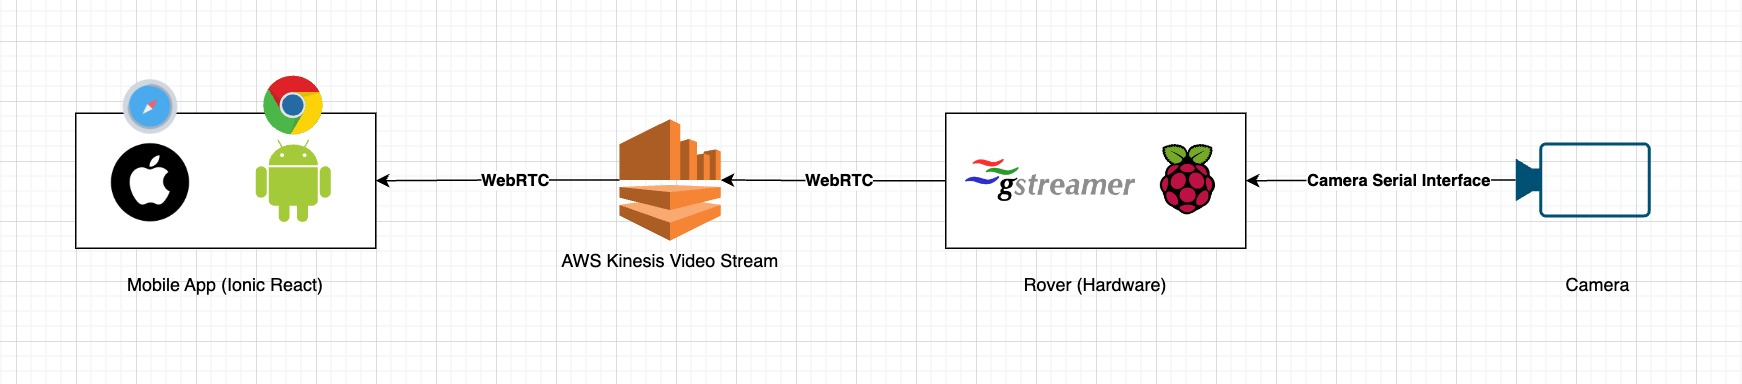 WebRTC
WebRTC
gstreamer
Camera Serial Interface
AWS Kinesis Video Stream
Mobile App (Ionic React)
Rover (Hardware)
Camera